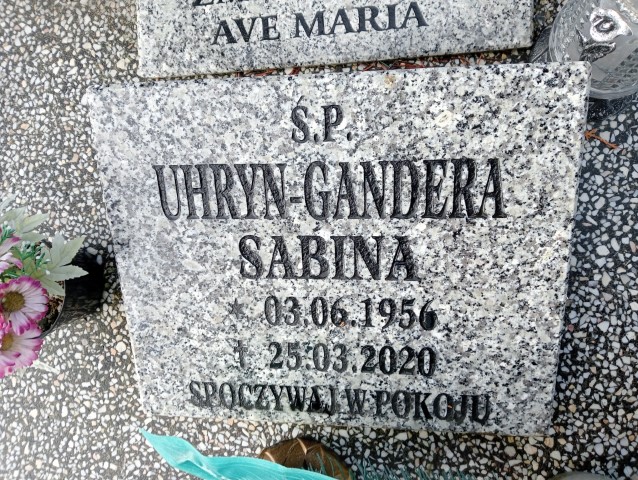 AVE MARIA
Ś.P.
UHRYN-GANDERA
SABINA
* 03.06.1956
† 25.03.2020
SPOCZYWAJ W POKOJU